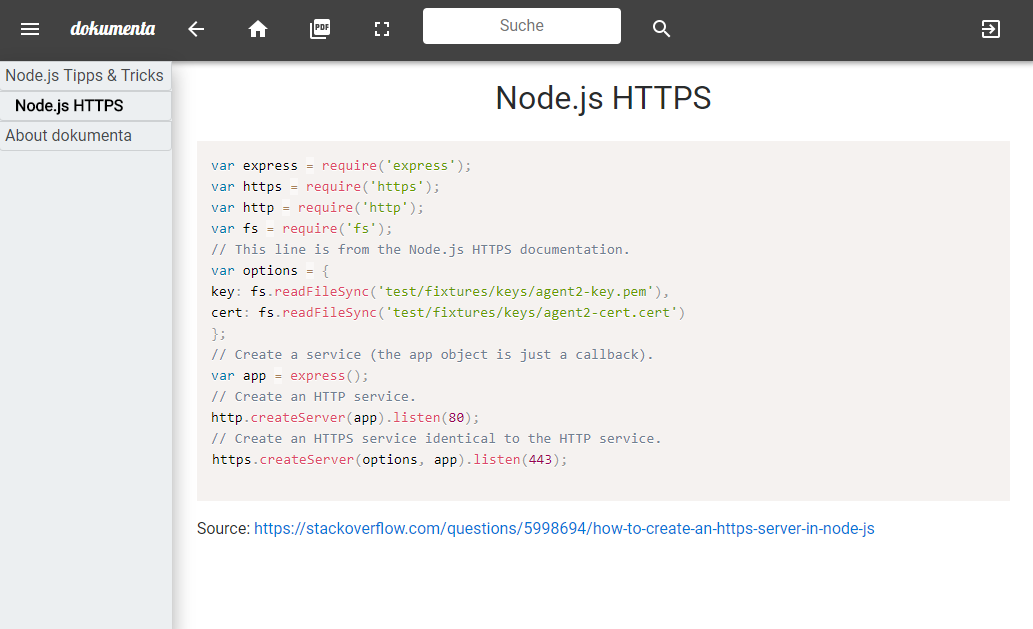 dokumenta
PDF
Suche
Node.js Tipps & Tricks
Node.js HTTPS
About dokumenta
Node.js HTTPS
var express = require('express');
var https = require('https');
var http = require('http');
var fs = require('fs');
// This line is from the Node.js HTTPS documentation.
var options = {
key: fs.readFileSync('test/fixtures/keys/agent2-key.pem'),
cert: fs.readFileSync('test/fixtures/keys/agent2-cert.cert')
};
// Create a service (the app object is just a callback).
var app = express();
// Create an HTTP service.
http.createServer(app).listen(80);
// Create an HTTPS service identical to the HTTP service.
https.createServer(options, app).listen(443);
Source: https://stackoverflow.com/questions/5998694/how-to-create-an-https-server-in-node-js